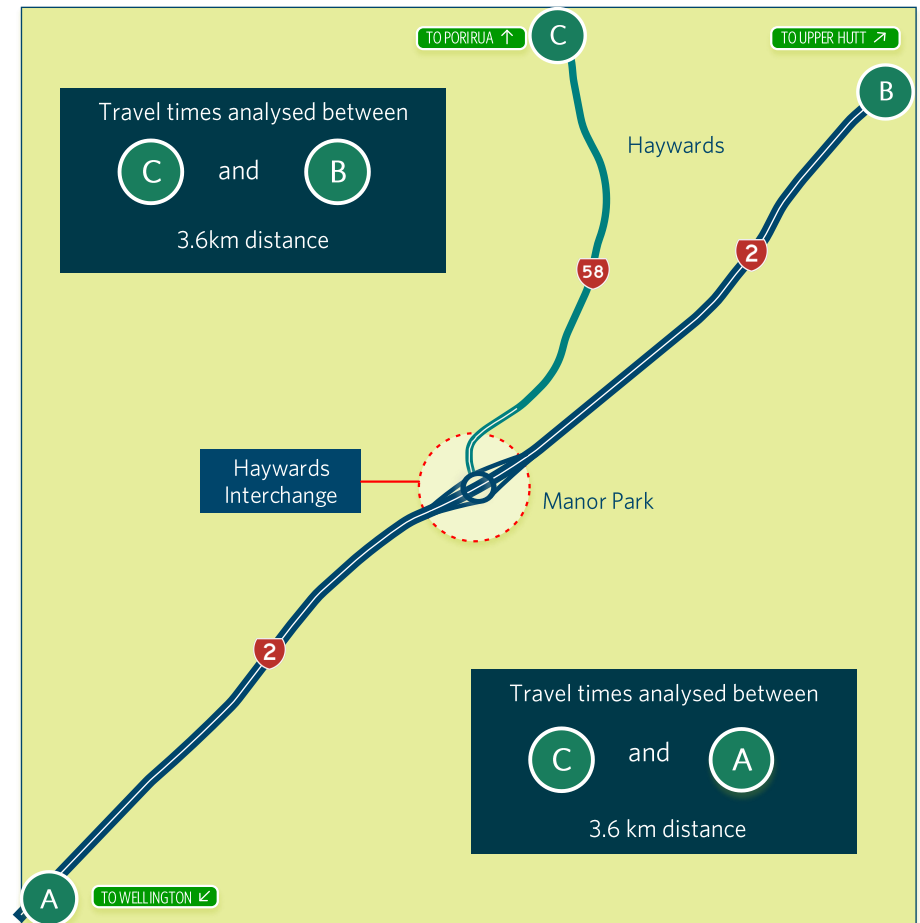 TO PORIRUA ↑
C
TO UPPER HUTT ↗
B
Travel times analysed between
C and B
3.6km distance
Haywards
58
2
Haywards
Interchange
Manor Park
2
Travel times analysed between
C and A
3.6 km distance
A
TO WELLINGTON ↙